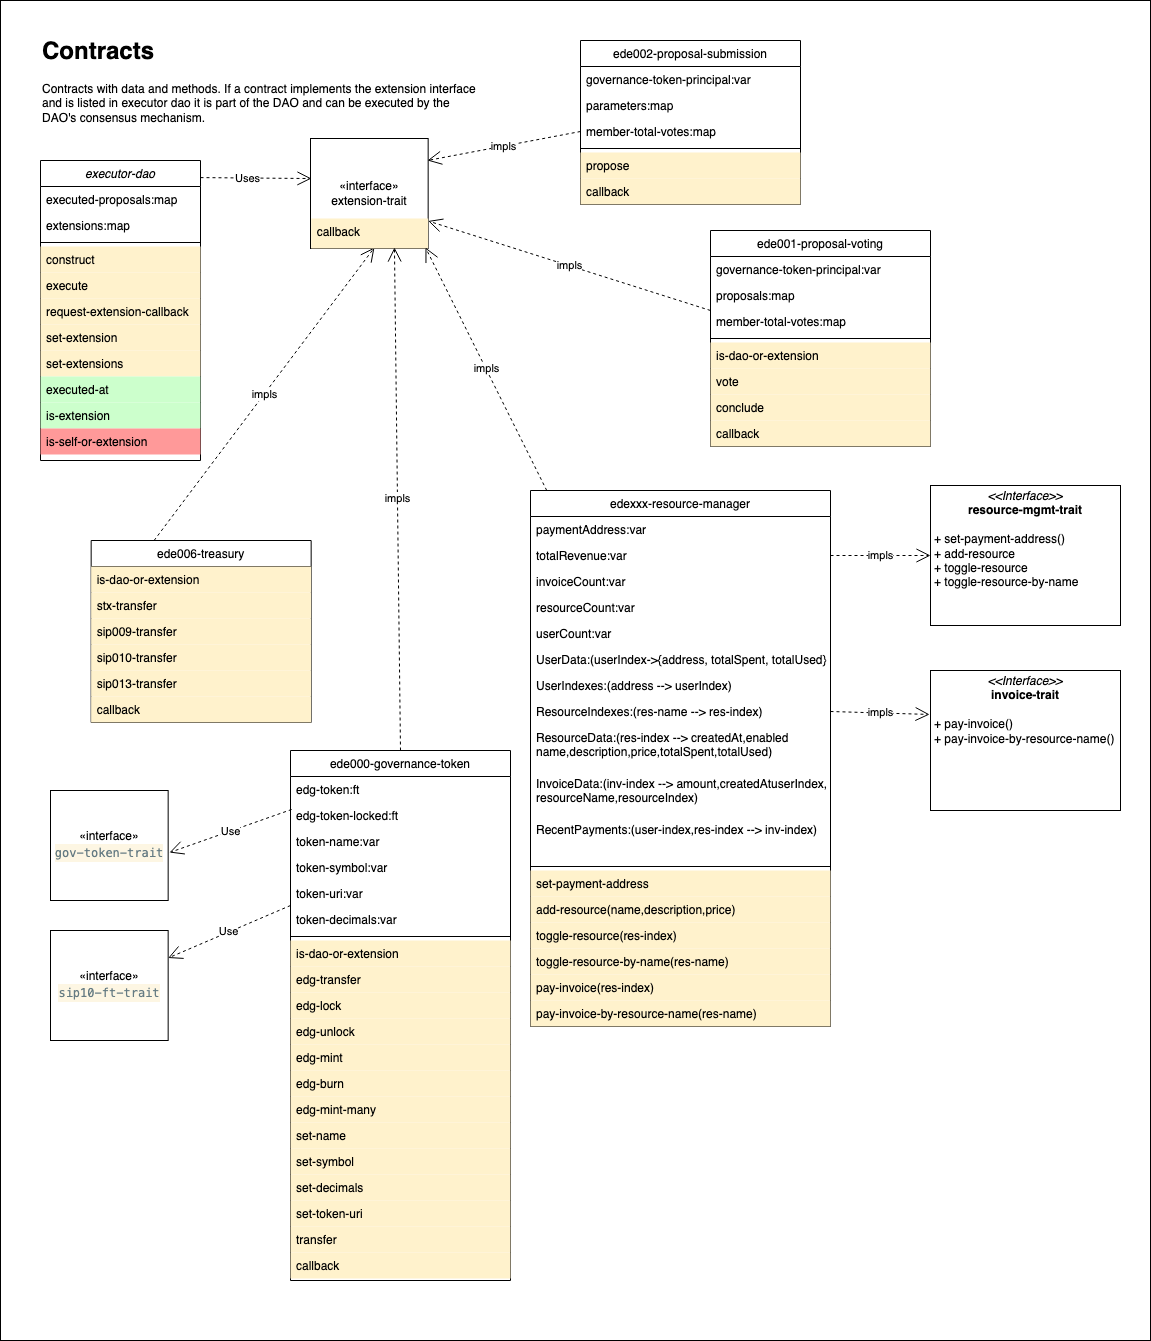 Contracts
Contracts with data and methods. If a contract implements the extension interface
and is listed in executor dao it is part of the DAO and can be executed by the
DAO's consensus mechanism.
executor-dao
executed-proposals:map
extensions:map
construct
execute
request-extension-callback
set-extension
set-extensions
executed-at
is-extension
is-self-or-extension
Uses
«interface»
extension-trait
callback
impls
ede002-proposal-submission
governance-token-principal:var
parameters:map
member-total-votes:map
propose
callback
impls
ede001-proposal-voting
governance-token-principal:var
proposals:map
member-total-votes:map
is-dao-or-extension
vote
conclude
callback
impls
impls
impls
ede006-treasury
is-dao-or-extension
stx-transfer
sip009-transfer
sip010-transfer
sip013-transfer
callback
edexxx-resource-manager
paymentAddress:var
totalRevenue:var
invoiceCount:var
resourceCount:var
userCount:var
UserData:(userIndex->{address, totalSpent, totalUsed}
UserIndexes:(address --> userIndex)
ResourceIndexes:(res-name --> res-index)
ResourceData:(res-index --> createdAt,enabled
name,description,price,totalSpent,totalUsed)
InvoiceData:(inv-index --> amount,createdAtuserIndex,
resourceName,resourceIndex)
RecentPayments:(user-index,res-index --> inv-index)
set-payment-address
add-resource(name,description,price)
toggle-resource(res-index)
toggle-resource-by-name(res-name)
pay-invoice(res-index)
pay-invoice-by-resource-name(res-name)
impls
<<Interface>>
resource-mgmt-trait
+ set-payment-address()
+ add-resource
+ toggle-resource
+ toggle-resource-by-name
impls
<<Interface>>
invoice-trait
+ pay-invoice()
+ pay-invoice-by-resource-name()
ede000-governance-token
edg-token:ft
edg-token-locked:ft
token-name:var
token-symbol:var
token-uri:var
token-decimals:var
is-dao-or-extension
edg-transfer
edg-lock
edg-unlock
edg-mint
edg-burn
edg-mint-many
set-name
set-symbol
set-decimals
set-token-uri
transfer
callback
Use
«interface»
gov-token-trait
Use
«interface»
sip10-ft-trait